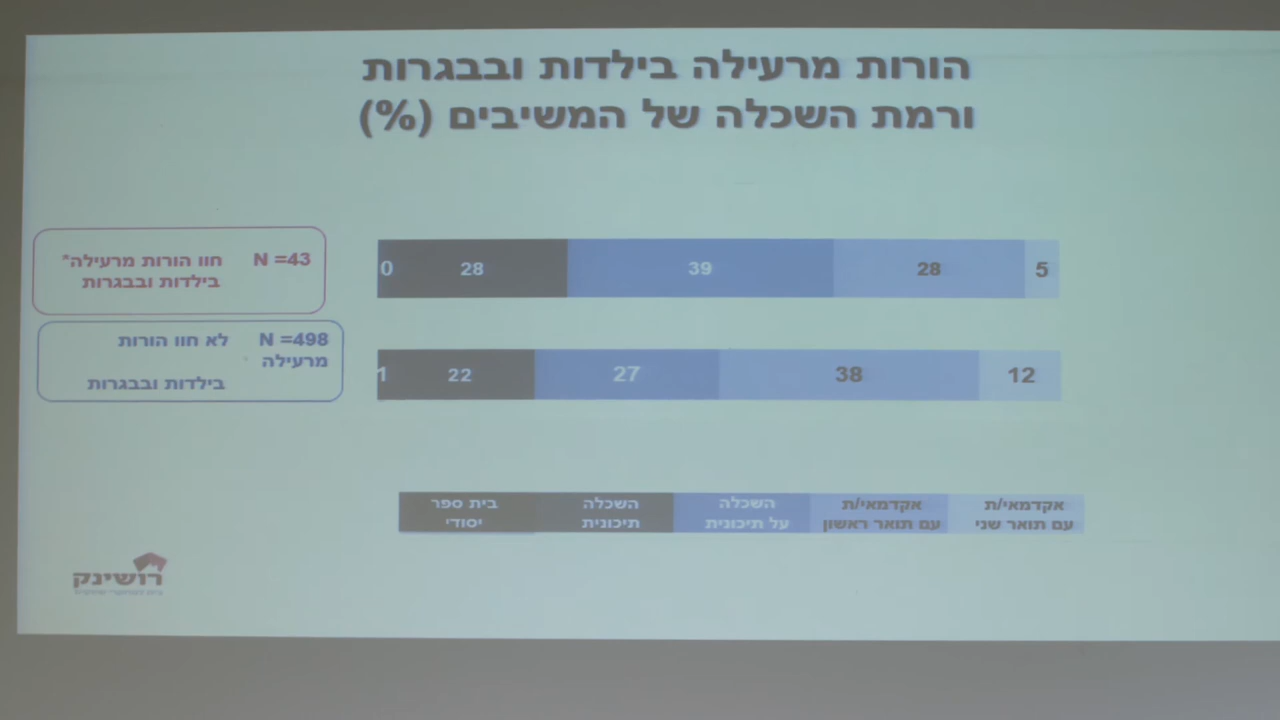 הורות מרעילה בילדות ובבגרות
ורמת השכלה של המשיבים (%)
N =43 חוו הורות מרעילה*
בילדות ובבגרות
0 28 39 28 5
N =498 לא חוו הורות
מרעילה
בילדות ובבגרות
1 22 27 38 12
בית ספר
יסודי
השכלה
תיכונית
השכלה
על תיכונית
אקדמאי/ת
עם תואר ראשון
אקדמאי/ת
עם תואר שני
רושינק